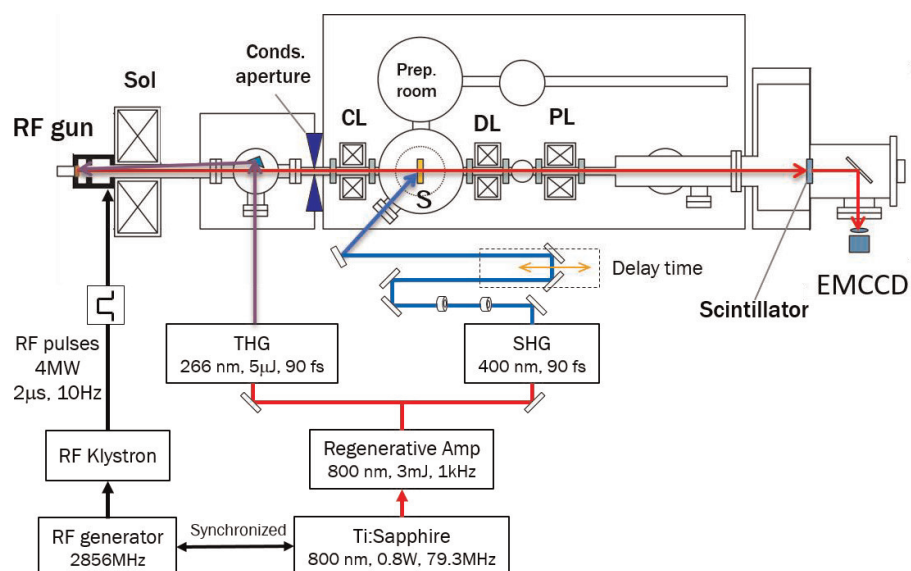 Sol
RF gun
Conds.
aperture
CL
Prep.
room
DL
PL
S
Delay time
EMCCD
Scintillator
RF pulses
4MW
2μs, 10Hz
THG
266 nm, 5μJ, 90 fs
SHG
400 nm, 90 fs
RF Klystron
Regenerative Amp
800 nm, 3mJ, 1kHz
RF generator
2856MHz
Synchronized
Ti:Sapphire
800 nm, 0.8W, 79.3MHz